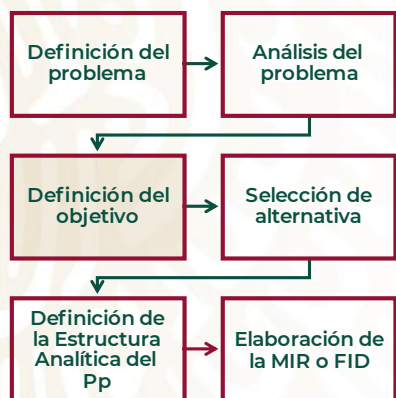 Definición del
problema
Análisis del
problema
Definición del
objetivo
Selección de
alternativa
Definición de
la Estructura
Analítica del
Pp
Elaboración de
la MIR o FID